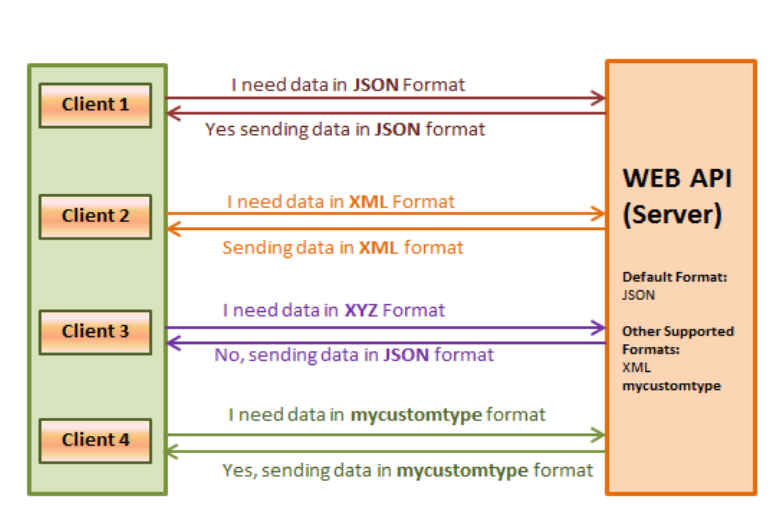 I need data in JSON Format
Client 1
Yes sending data in JSON format
I need data in XML Format
Client 2
Sending data in XML format
I need data in XYZ Format
Client 3
No, sending data in JSON format
I need data in mycustomtype format
Client 4
Yes, sending data in mycustomtype format
WEB API
(Server)
Default Format:
JSON
Other Supported
Formats:
XML
mycustomtype